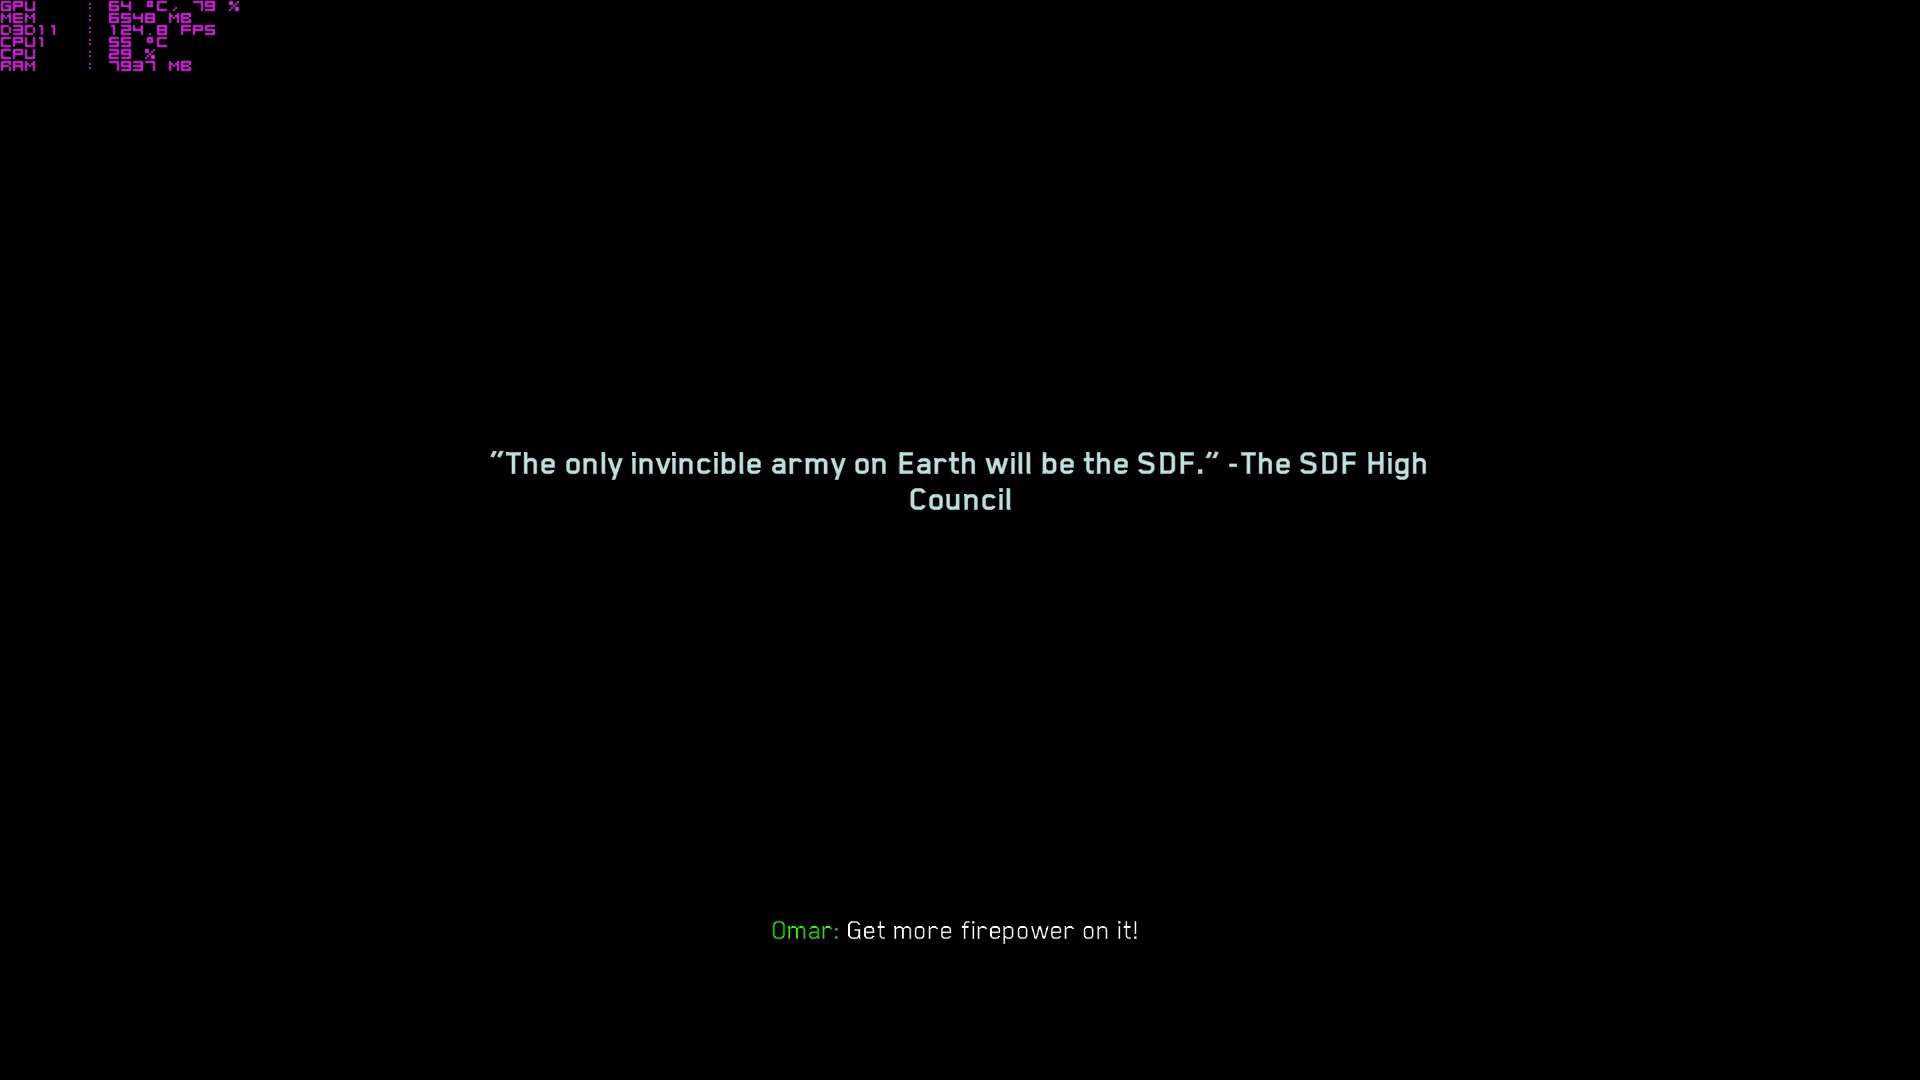 GPU : 64 °C, 79 %
MEM : 6548 MB
D3D11 : 124.8 FPS
CPU1 : 55 °C
CPU : 29 %
RAM : 7937 MB
"The only invincible army on Earth will be the SDF." -The SDF High
Council
Omar: Get more firepower on it!